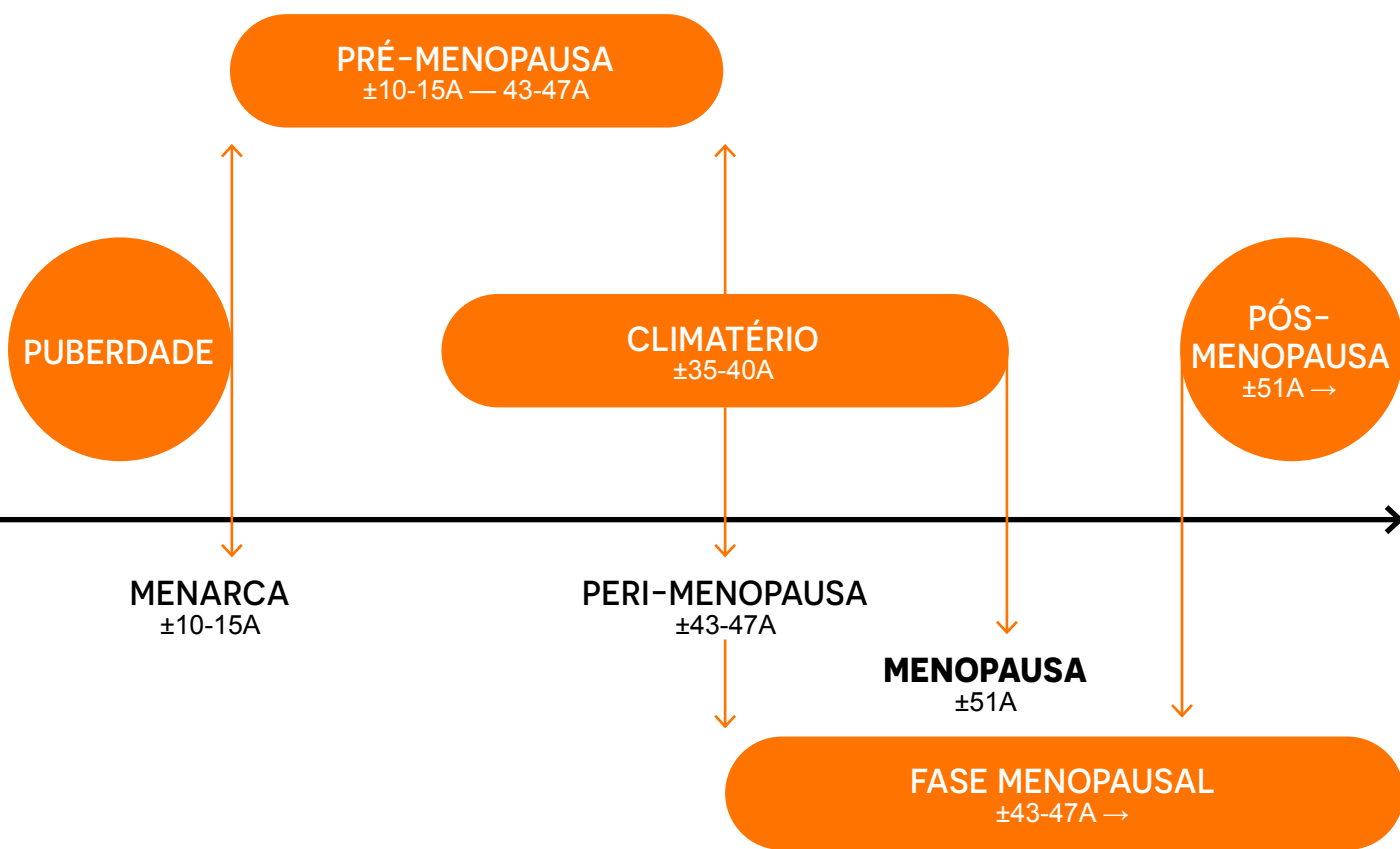 PRÉ-MENOPAUSA
±10-15A — 43-47A
PUBERDADE
CLIMATÉRIO
±35-40A
PÓS-
MENOPAUSA
±51A →
MENARCA
±10-15A
PERI-MENOPAUSA
±43-47A
MENOPAUSA
±51A
FASE MENOPAUSAL
±43-47A →